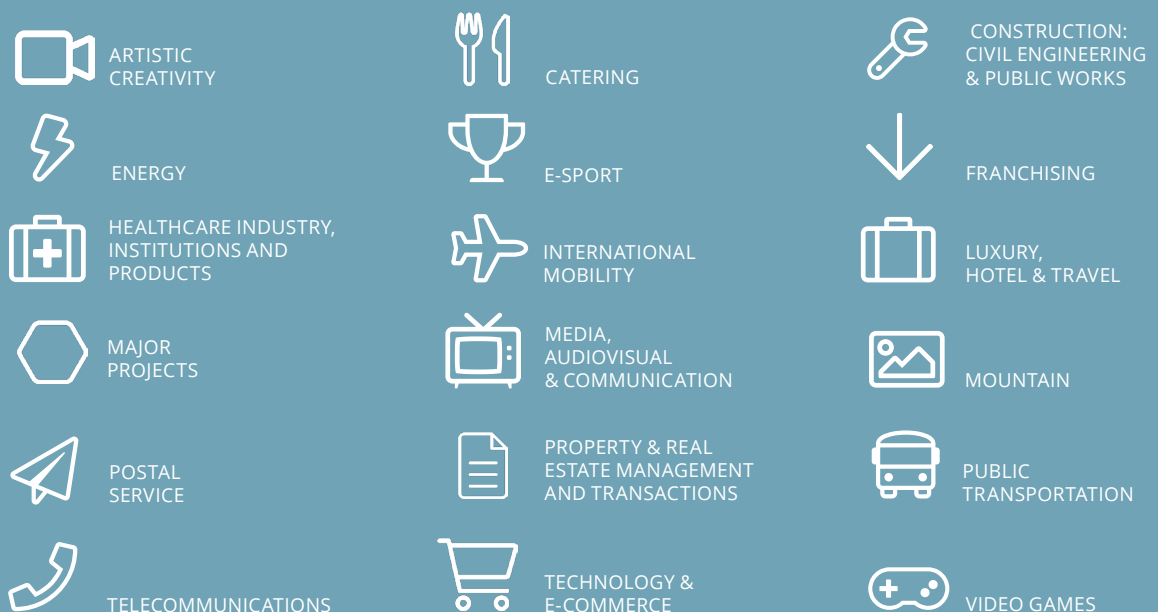 ARTISTIC
CREATIVITY
CATERING
CONSTRUCTION:
CIVIL ENGINEERING
& PUBLIC WORKS
ENERGY
E-SPORT
FRANCHISING
HEALTHCARE INDUSTRY,
INSTITUTIONS AND
PRODUCTS
INTERNATIONAL
MOBILITY
LUXURY,
HOTEL & TRAVEL
MAJOR
PROJECTS
MEDIA,
AUDIOVISUAL
& COMMUNICATION
MOUNTAIN
POSTAL
SERVICE
PROPERTY & REAL
ESTATE MANAGEMENT
AND TRANSACTIONS
PUBLIC
TRANSPORTATION
TELECOMMUNICATIONS
TECHNOLOGY &
E-COMMERCE
VIDEO GAMES